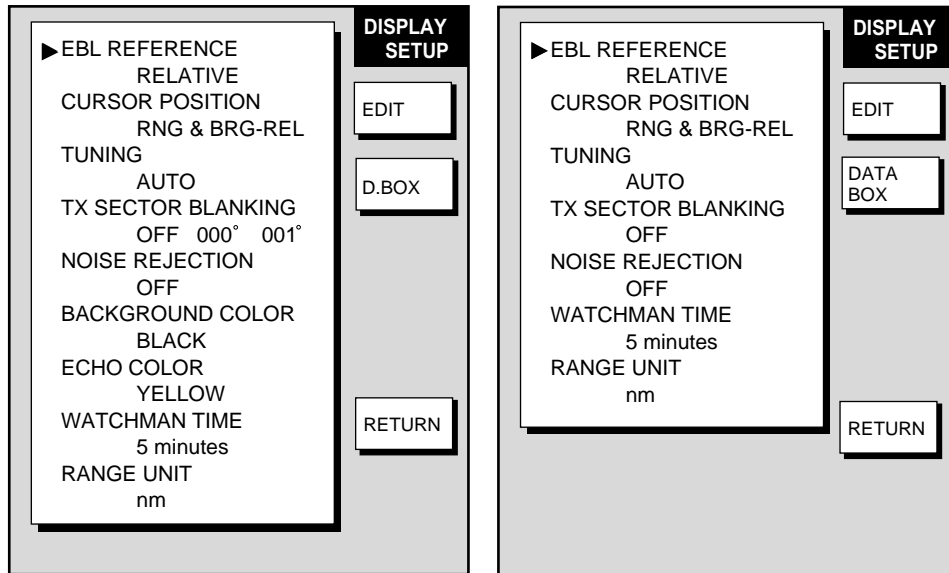 DISPLAY
SETUP
▶EBL REFERENCE
RELATIVE
CURSOR POSITION
RNG & BRG-REL
TUNING
AUTO
TX SECTOR BLANKING
OFF 000° 001°
NOISE REJECTION
OFF
BACKGROUND COLOR
BLACK
ECHO COLOR
YELLOW
WATCHMAN TIME
5 minutes
RANGE UNIT
nm
EDIT
D.BOX
RETURN
DISPLAY
SETUP
▶EBL REFERENCE
RELATIVE
CURSOR POSITION
RNG & BRG-REL
TUNING
AUTO
TX SECTOR BLANKING
OFF
NOISE REJECTION
OFF
WATCHMAN TIME
5 minutes
RANGE UNIT
nm
EDIT
DATA
BOX
RETURN